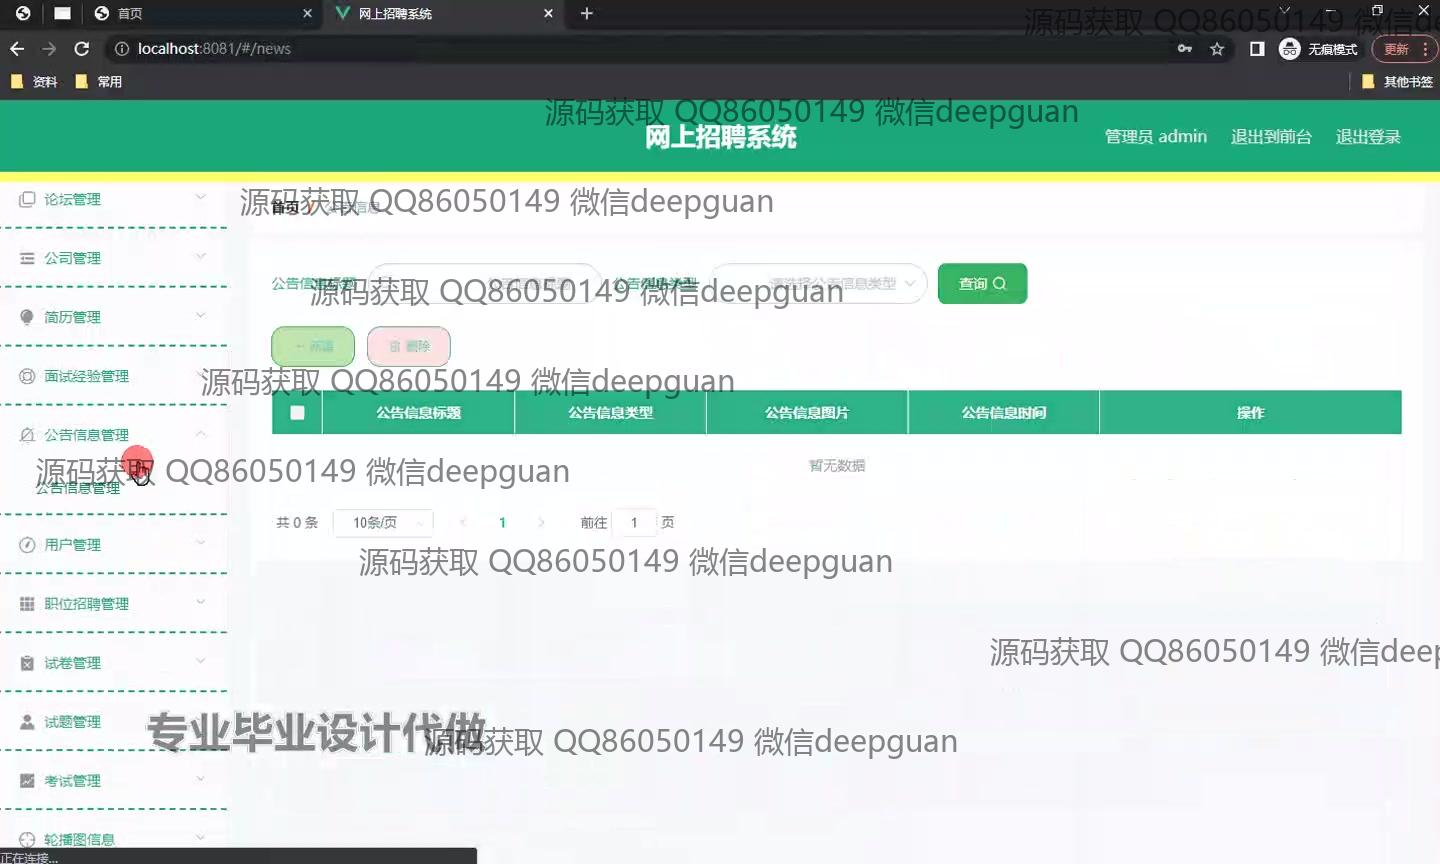 首页
网上招聘系统
源码获取 QQ86050149 微信de
localhost:8081/#/news
无痕模式
更新
资料
常用
其他书签
源码获取 QQ86050149 微信deepguan
网上招聘系统
管理员 admin
退出到前台
退出登录
论坛管理
源码获取 QQ86050149 微信deepguan
首页 / 公告信息
公司管理
公告信息标题
公告信息类型
请选择公告信息类型
查询
源码获取 QQ86050149 微信deepguan
简历管理
新增
删除
面试经验管理
源码获取 QQ86050149 微信deepguan
公告信息标题
公告信息类型
公告信息图片
公告信息时间
操作
公告信息管理
暂无数据
源码获取 QQ86050149 微信deepguan
公告信息管理
共 0 条
10条/页
1
前往 1 页
用户管理
源码获取 QQ86050149 微信deepguan
职位招聘管理
源码获取 QQ86050149 微信deep
试卷管理
试题管理
专业毕业设计代做
源码获取 QQ86050149 微信deepguan
考试管理
轮播图信息
正在连接...